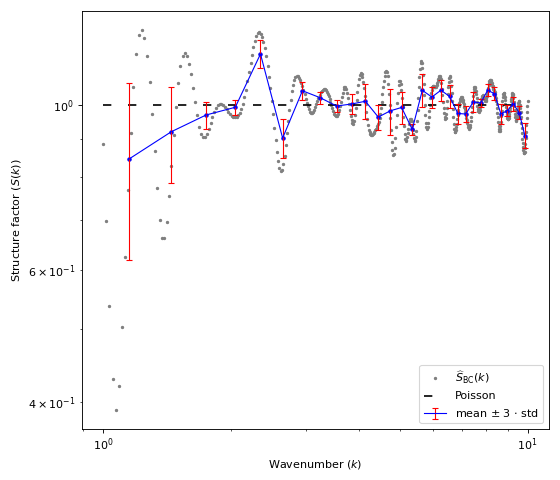 10⁰
6 × 10⁻¹
4 × 10⁻¹
Structure factor (S(k))
10⁰
10¹
Wavenumber (k)
Ŝ_BC(k)
Poisson
mean ± 3 · std